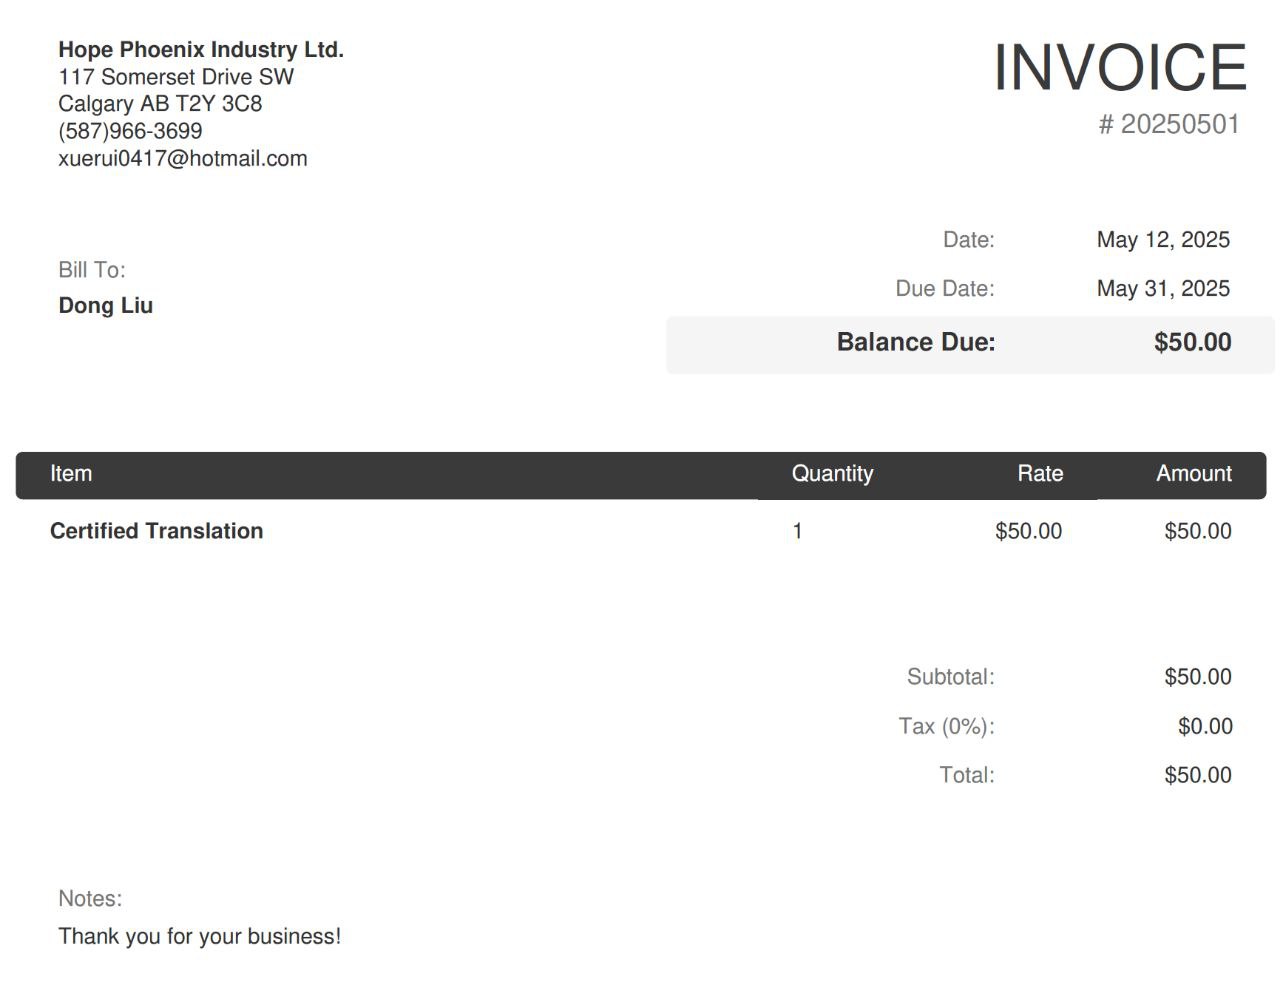 Hope Phoenix Industry Ltd.
117 Somerset Drive SW
Calgary AB T2Y 3C8
(587)966-3699
xuerui0417@hotmail.com
INVOICE
# 20250501
Date: May 12, 2025
Due Date: May 31, 2025
Balance Due: $50.00
Bill To:
Dong Liu
Item Quantity Rate Amount
Certified Translation 1 $50.00 $50.00
Subtotal: $50.00
Tax (0%): $0.00
Total: $50.00
Notes:
Thank you for your business!